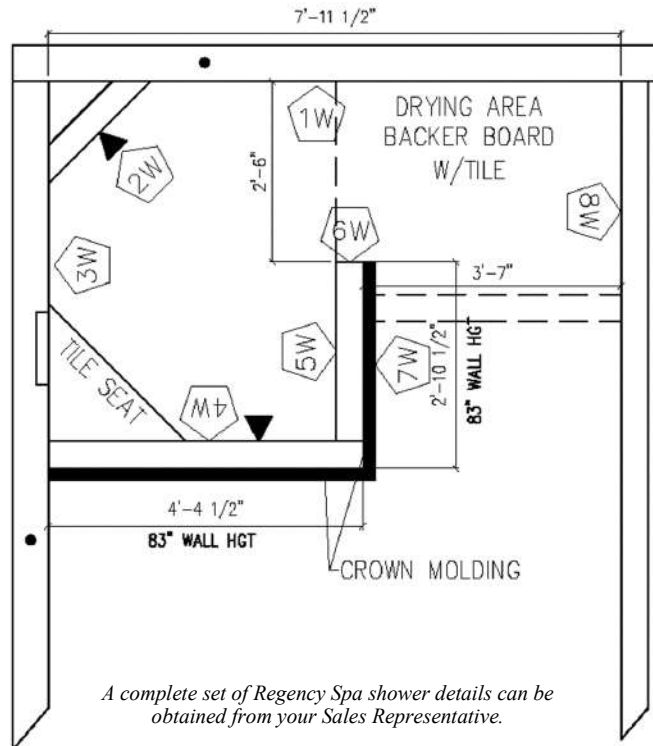 7'-11 1/2"
1W
DRYING AREA
BACKER BOARD
W/TILE
2W
2'-6"
3W
8W
6W
3'-7"
TILE SEAT
5W
7W
2'-10 1/2"
83" WALL HGT
4W
4'-4 1/2"
83" WALL HGT
CROWN MOLDING
A complete set of Regency Spa shower details can be
obtained from your Sales Representative.